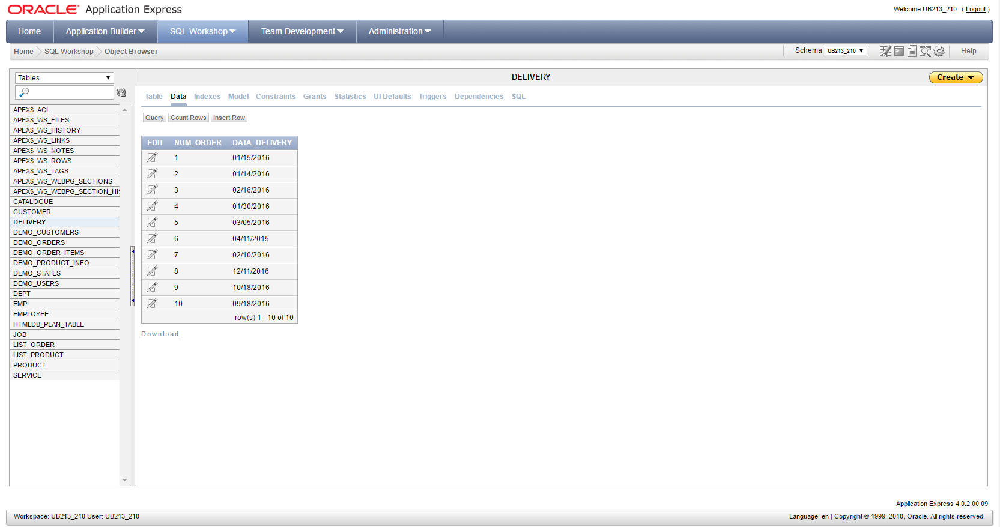 ORACLE Application Express
Welcome UB213_210 ( Logout )
Home Application Builder SQL Workshop Team Development Administration
Home SQL Workshop Object Browser
Schema UB213_210 Help
Tables
DELIVERY
Create
Table Data Indexes Model Constraints Grants Statistics UI Defaults Triggers Dependencies SQL
Query Count Rows Insert Row
APEX$_ACL
APEX$_WS_FILES
APEX$_WS_HISTORY
APEX$_WS_LINKS
APEX$_WS_NOTES
APEX$_WS_ROWS
APEX$_WS_TAGS
APEX$_WS_WEBPG_SECTIONS
APEX$_WS_WEBPG_SECTION_HIS
CATALOGUE
CUSTOMER
DELIVERY
DEMO_CUSTOMERS
DEMO_ORDERS
DEMO_ORDER_ITEMS
DEMO_PRODUCT_INFO
DEMO_STATES
DEMO_USERS
DEPT
EMP
EMPLOYEE
HTMLDB_PLAN_TABLE
JOB
LIST_ORDER
LIST_PRODUCT
PRODUCT
SERVICE
EDIT NUM_ORDER DATA_DELIVERY
1 01/15/2016
2 01/14/2016
3 02/16/2016
4 01/30/2016
5 03/05/2016
6 04/11/2015
7 02/10/2016
8 12/11/2016
9 10/18/2016
10 09/18/2016
row(s) 1 - 10 of 10
Download
Application Express 4.0.2.00.09
Workspace: UB213_210 User: UB213_210
Language: en | Copyright © 1999, 2010, Oracle. All rights reserved.